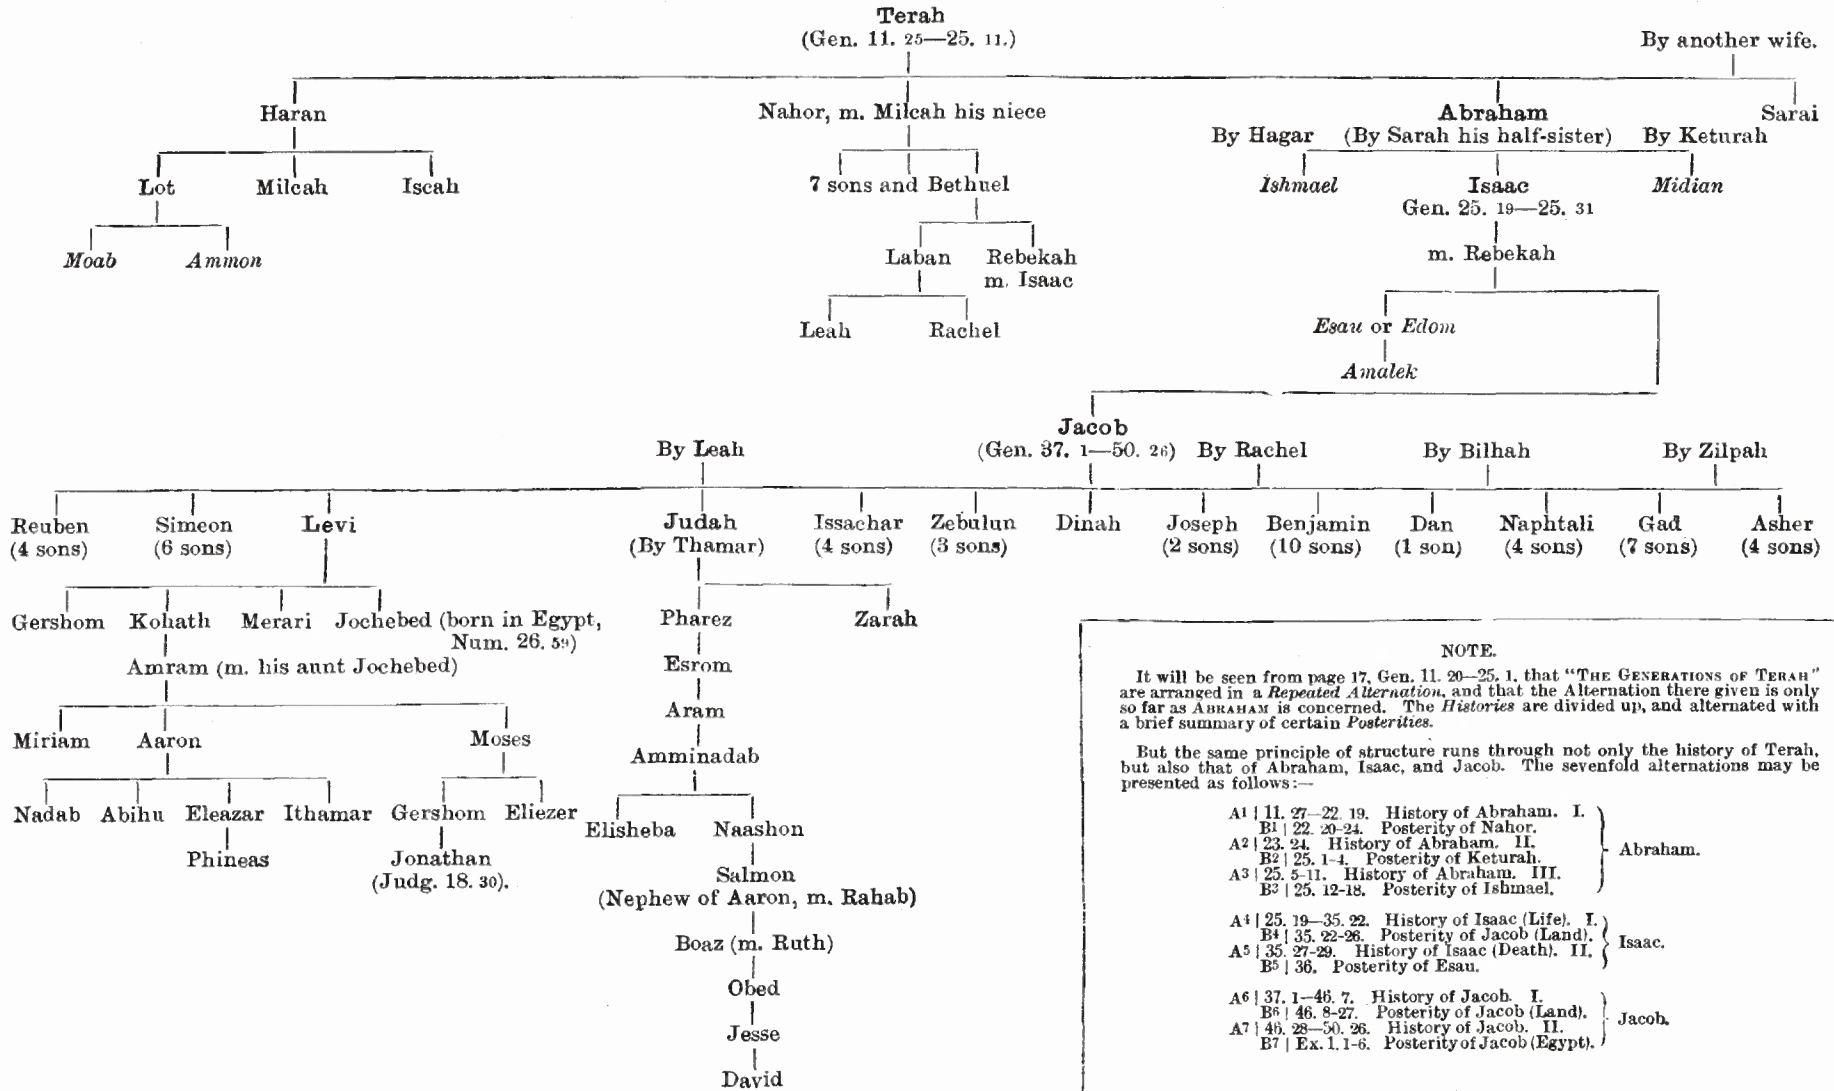 Terah
(Gen. 11. 25—25. 11.)
By another wife.
Haran
Nahor, m. Milcah his niece
Abraham
Sarai
By Hagar (By Sarah his half-sister) By Keturah
Lot Milcah Iscah
7 sons and Bethuel
Ishmael Isaac Midian
Gen. 25. 19—25. 31
Moab Ammon
Laban Rebekah
m. Isaac
m. Rebekah
Leah Rachel
Esau or Edom
Amalek
Jacob
By Leah (Gen. 37. 1—50. 26) By Rachel By Bilhah By Zilpah
Reuben Simeon Levi Judah Issachar Zebulun Dinah Joseph Benjamin Dan Naphtali Gad Asher
(4 sons) (6 sons) (By Thamar) (4 sons) (3 sons) (2 sons) (10 sons) (1 son) (4 sons) (7 sons) (4 sons)
Gershom Kohath Merari Jochebed (born in Egypt,
Num. 26. 59)
Pharez Zarah
Amram (m. his aunt Jochebed)
Esrom
Aram
Miriam Aaron Moses
Amminadab
Nadab Abihu Eleazar Ithamar Gershom Eliezer
Elisheba Naashon
Phineas Jonathan
(Judg. 18. 30).
Salmon
(Nephew of Aaron, m. Rahab)
Boaz (m. Ruth)
Obed
Jesse
David
NOTE.
It will be seen from page 17, Gen. 11. 20—25. 1, that "THE GENERATIONS OF TERAH"
are arranged in a Repeated Alternation, and that the Alternation there given is only
so far as ABRAHAM is concerned. The Histories are divided up, and alternated with
a brief summary of certain Posterities.
But the same principle of structure runs through not only the history of Terah,
but also that of Abraham, Isaac, and Jacob. The sevenfold alternations may be
presented as follows:—
A1 | 11. 27—22. 19. History of Abraham. I.
B1 | 22. 20-24. Posterity of Nahor.
A2 | 23. 24. History of Abraham. II.
B2 | 25. 1-4. Posterity of Keturah.
A3 | 25. 5-11. History of Abraham. III.
B3 | 25. 12-18. Posterity of Ishmael.
Abraham.
A4 | 25. 19—35. 22. History of Isaac (Life). I.
B4 | 35. 22-26. Posterity of Jacob (Land).
A5 | 35. 27-29. History of Isaac (Death). II.
B5 | 36. Posterity of Esau.
Isaac.
A6 | 37. 1—46. 7. History of Jacob. I.
B6 | 46. 8-27. Posterity of Jacob (Land).
A7 | 46. 28—50. 26. History of Jacob. II.
B7 | Ex. 1. 1-6. Posterity of Jacob (Egypt).
Jacob.